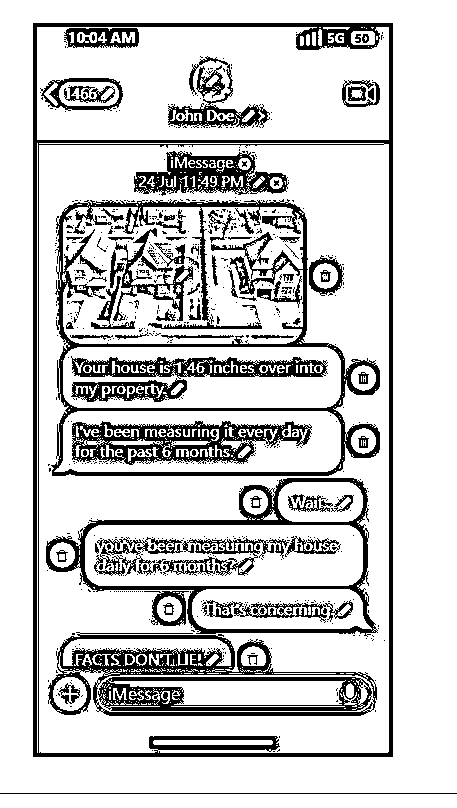 10:04 AM
5G 50
1466
John Doe
iMessage
24 Jul 11:49 PM
Your house is 1.46 inches over into
my property.
I've been measuring it every day
for the past 6 months.
Wait..
you've been measuring my house
daily for 6 months?
That's concerning.
FACTS DON'T LIE!
iMessage